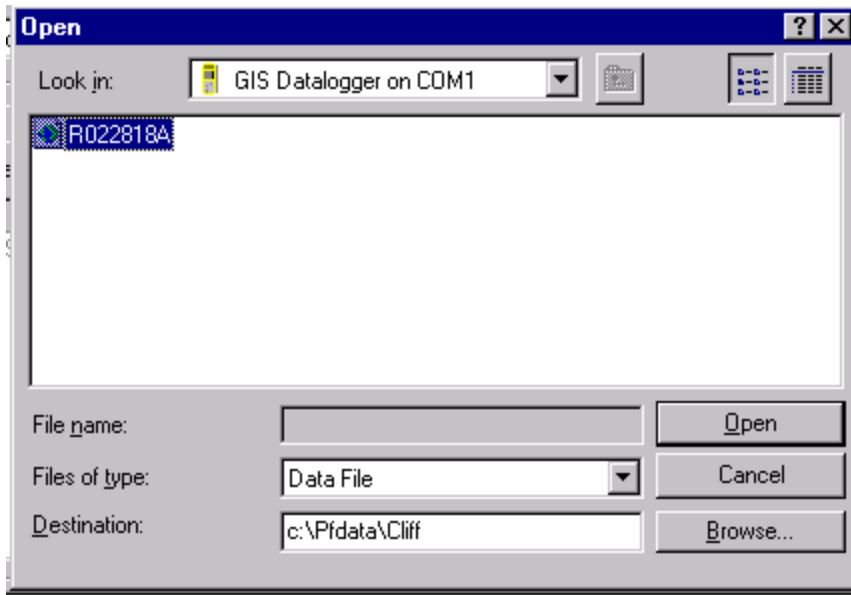 Open
Look in: GIS Datalogger on COM1
R022818A
File name: Open
Files of type: Data File Cancel
Destination: c:\Pfdata\Cliff Browse...